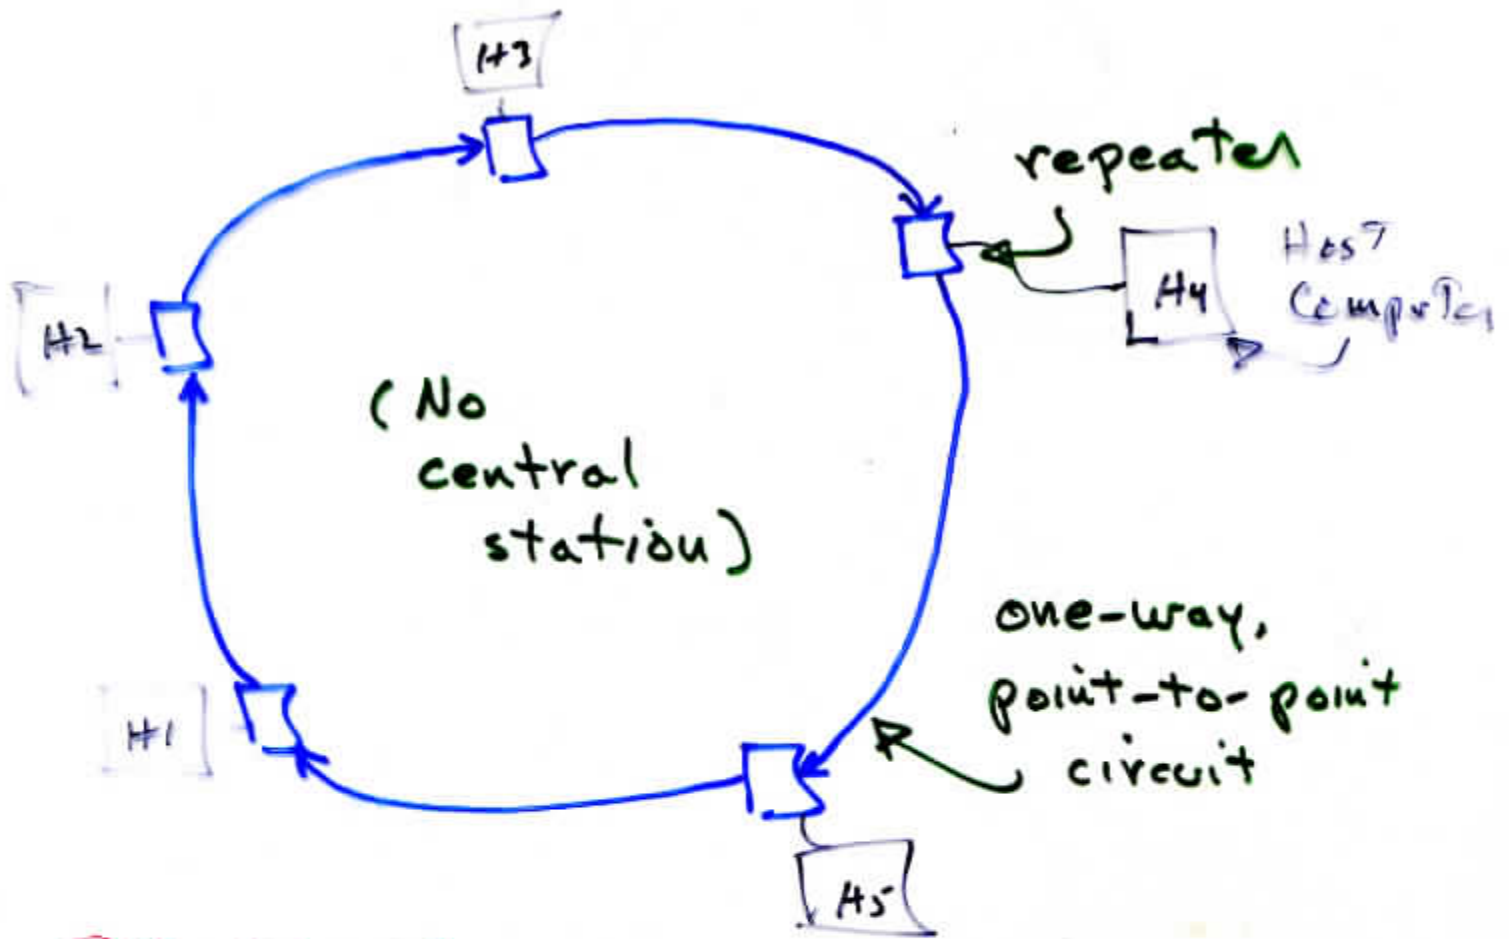 H3
repeater
Host
Computer
H4
H2
(No
central
station)
one-way,
point-to-point
circuit
H1
H5